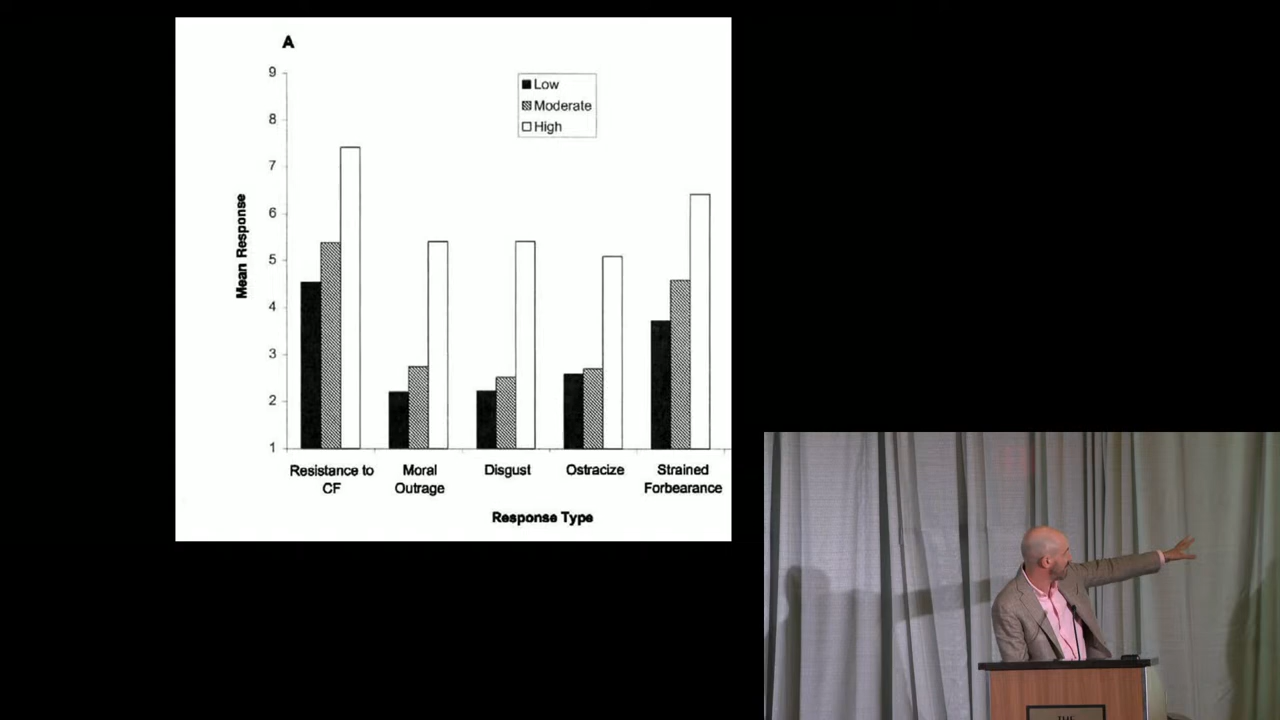 A
9
8
7
6
5
4
3
2
1
Mean Response
Low
Moderate
High
Resistance to
CF
Moral
Outrage
Disgust
Ostracize
Strained
Forbearance
Response Type
THE